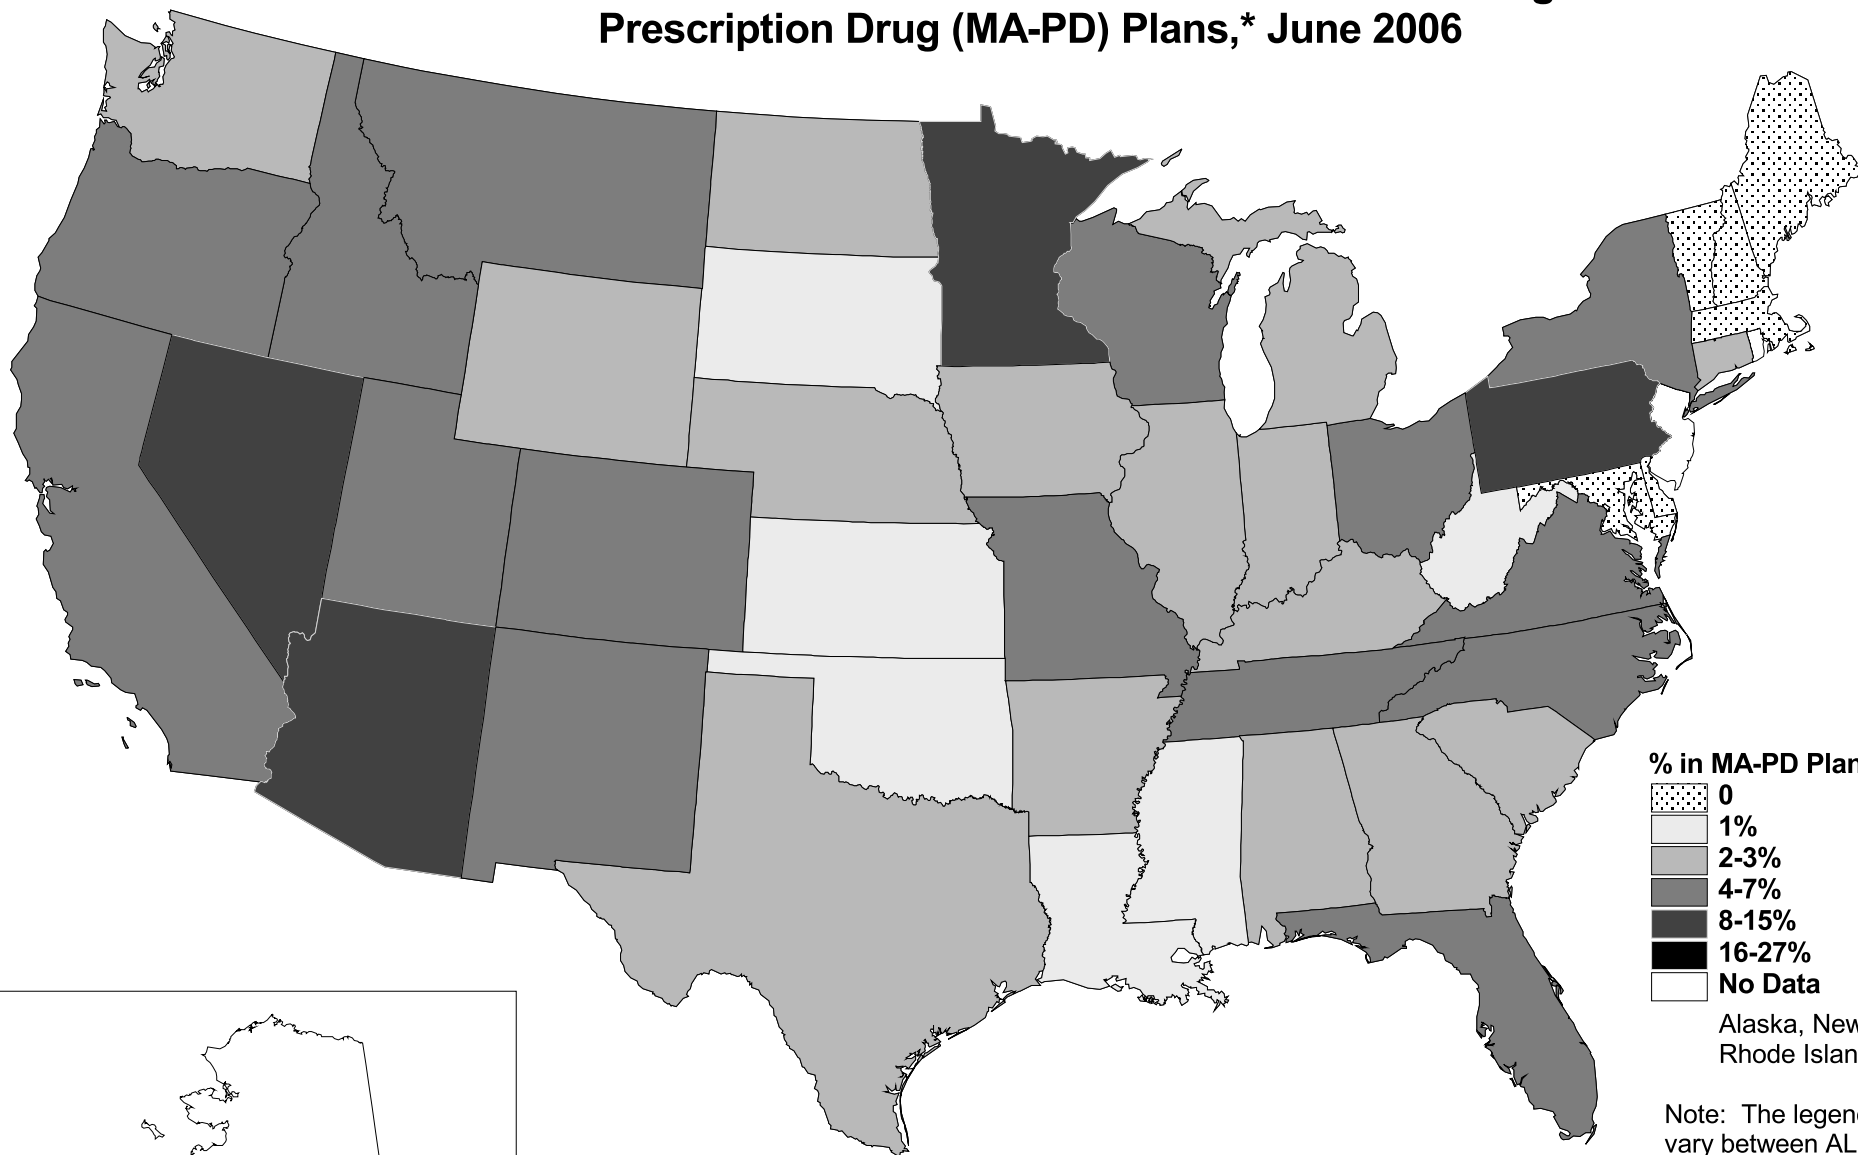 Prescription Drug (MA-PD) Plans,* June 2006
% in MA-PD Plan
0
1%
2-3%
4-7%
8-15%
16-27%
No Data
Alaska, New
Rhode Islan
Note: The legend
vary between AL